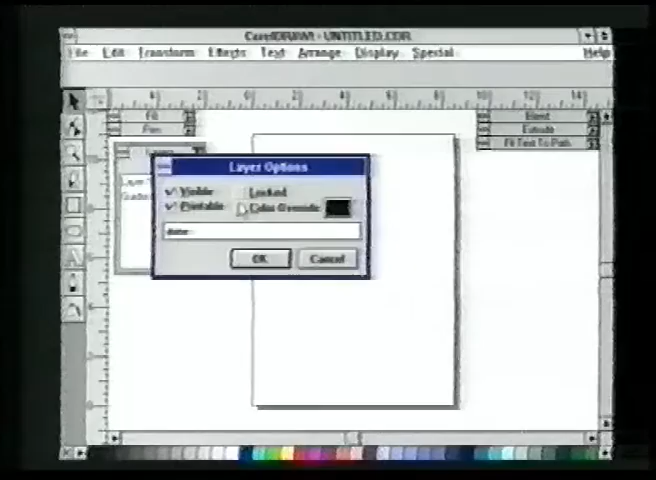 CorelDRAW! - UNTITLED.CDR
File Edit Transform Effects Text Arrange Display Special Help
Fill
Pen
Blend
Extrude
Fit Text To Path
Layer Options
Visible Locked
Printable Color Override
OK Cancel